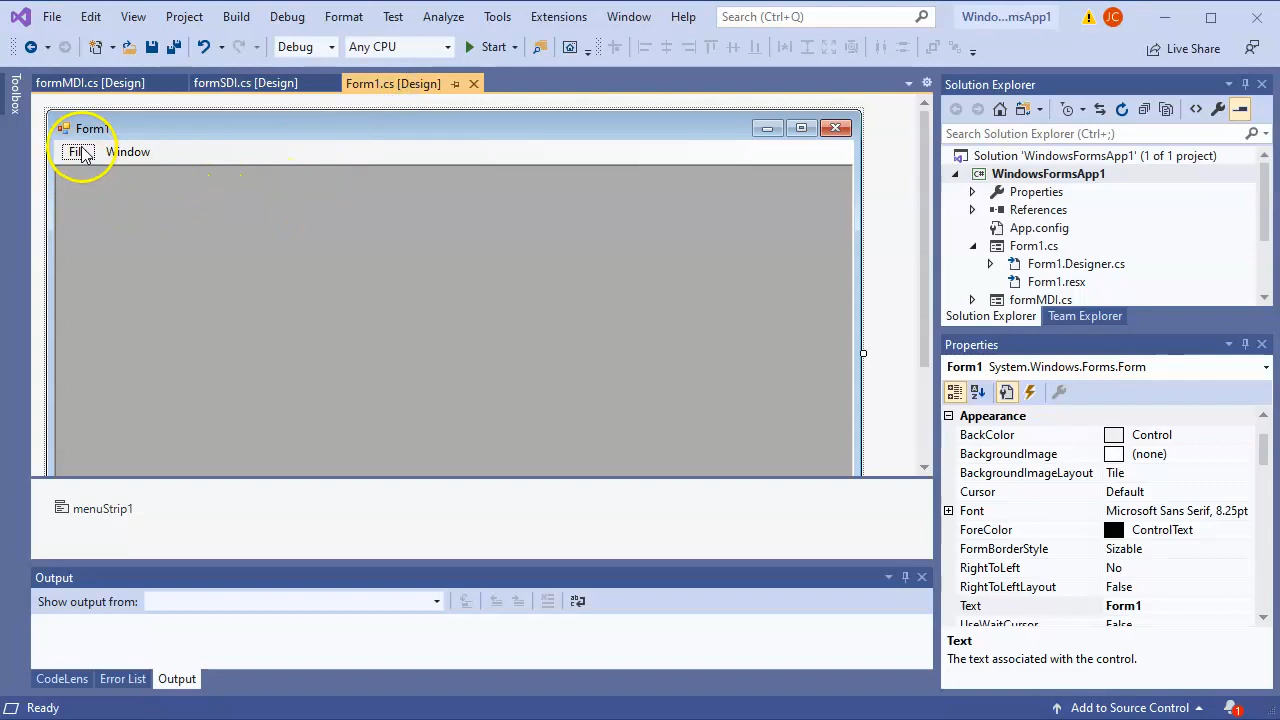 File Edit View Project Build Debug Format Test Analyze Tools Extensions Window Help Search (Ctrl+Q) Windo...msApp1 JC
Debug Any CPU Start Live Share
Toolbox
formMDI.cs [Design] formSDI.cs [Design] Form1.cs [Design]
Form1
Window
menuStrip1
Output
Show output from:
CodeLens Error List Output
Solution Explorer
Search Solution Explorer (Ctrl+;)
Solution 'WindowsFormsApp1' (1 of 1 project)
C# WindowsFormsApp1
Properties
References
App.config
Form1.cs
Form1.Designer.cs
Form1.resx
formMDI.cs
Solution Explorer Team Explorer
Properties
Form1 System.Windows.Forms.Form
Appearance
BackColor Control
BackgroundImage (none)
BackgroundImageLayout Tile
Cursor Default
Font Microsoft Sans Serif, 8.25pt
ForeColor ControlText
FormBorderStyle Sizable
RightToLeft No
RightToLeftLayout False
Text Form1
UseWaitCursor False
Text
The text associated with the control.
Ready Add to Source Control 1